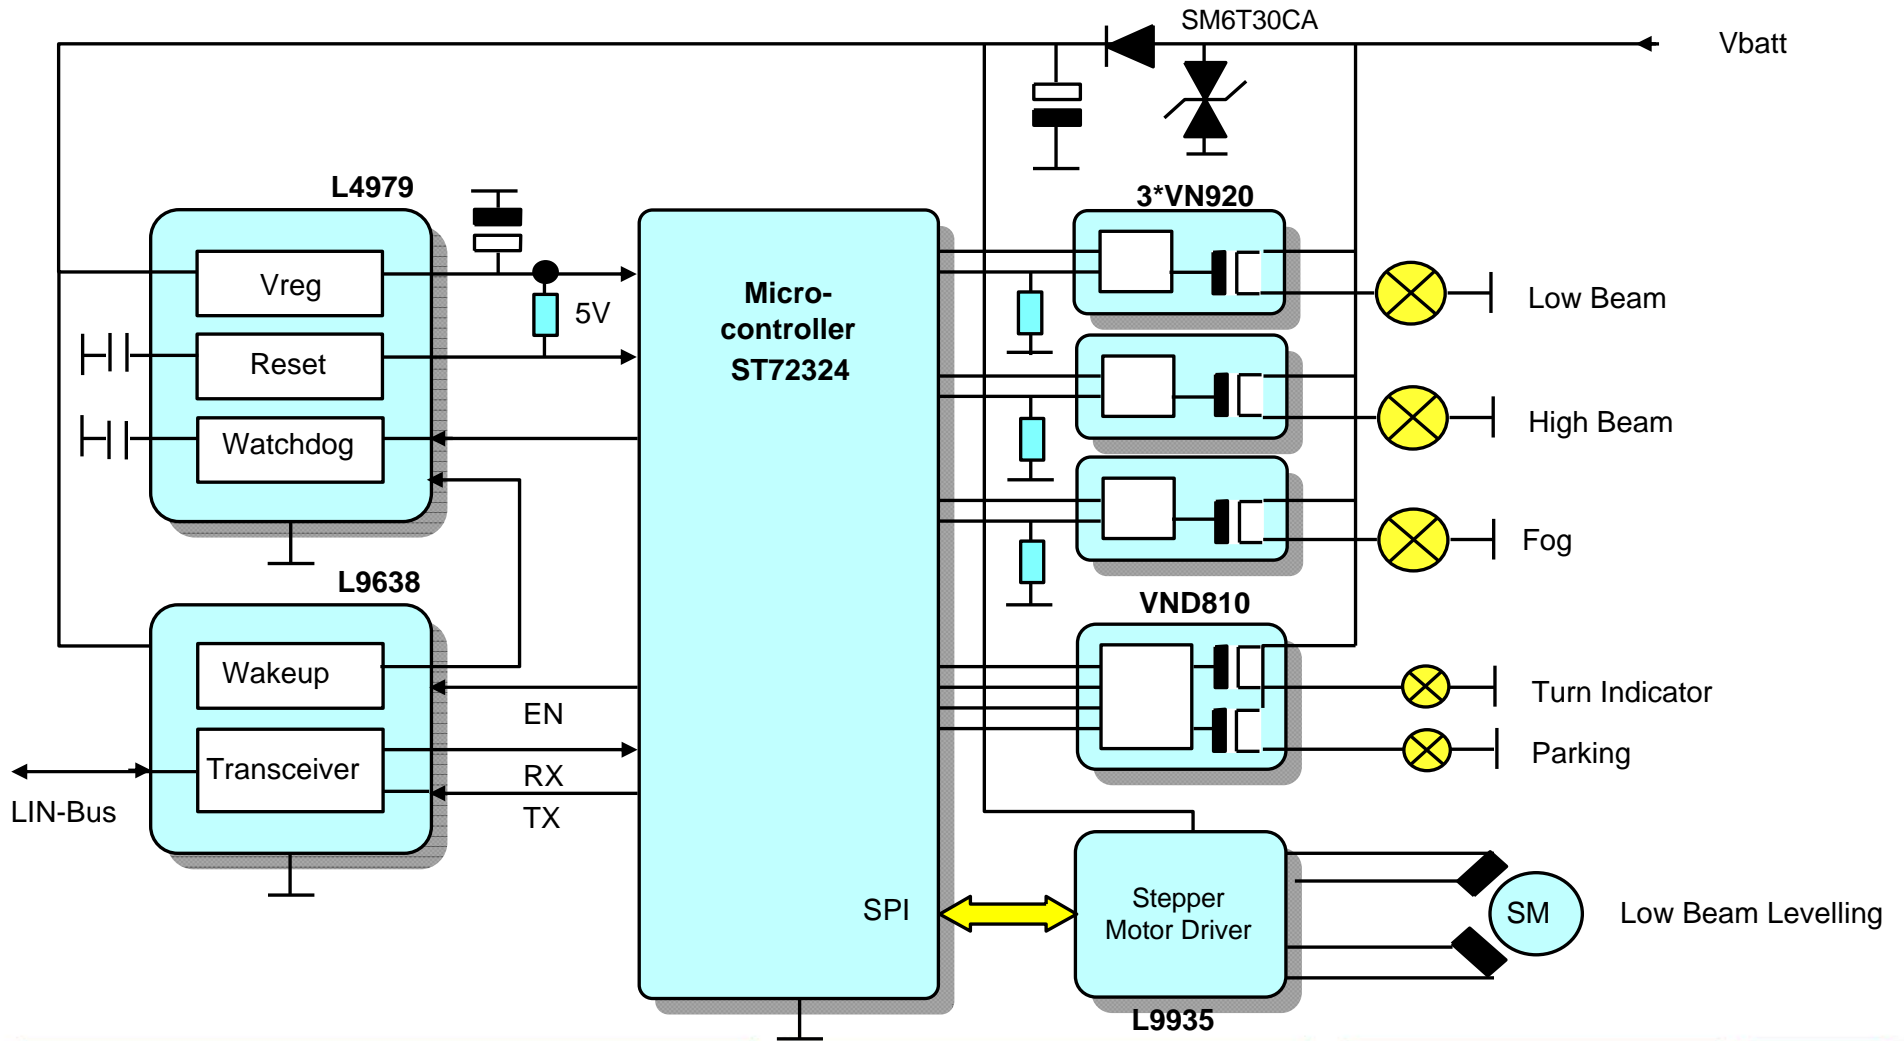 SM6T30CA
Vbatt
L4979
3*VN920
Vreg
5V
Micro-
controller
ST72324
Low Beam
Reset
High Beam
Watchdog
Fog
L9638
VND810
Wakeup
EN
Turn Indicator
Transceiver
RX
Parking
LIN-Bus
TX
SPI
Stepper
Motor Driver
SM
Low Beam Levelling
L9935